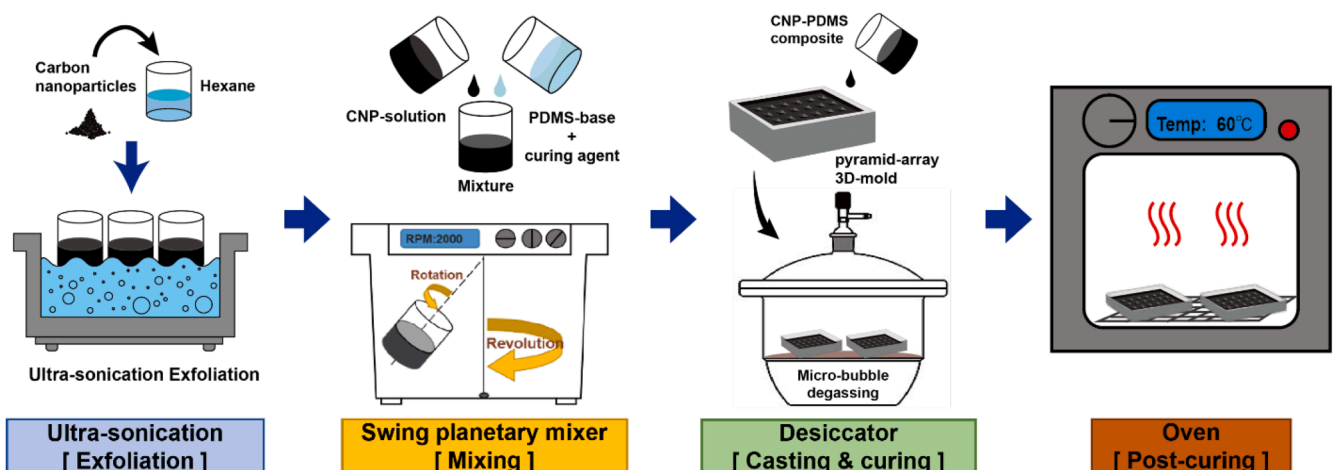 Carbon
nanoparticles
Hexane
Ultra-sonication Exfoliation
Ultra-sonication
[ Exfoliation ]
CNP-solution
PDMS-base
+
curing agent
Mixture
RPM:2000
Rotation
Revolution
Swing planetary mixer
[ Mixing ]
CNP-PDMS
composite
pyramid-array
3D-mold
Micro-bubble
degassing
Desiccator
[ Casting & curing ]
Temp: 60℃
Oven
[ Post-curing ]